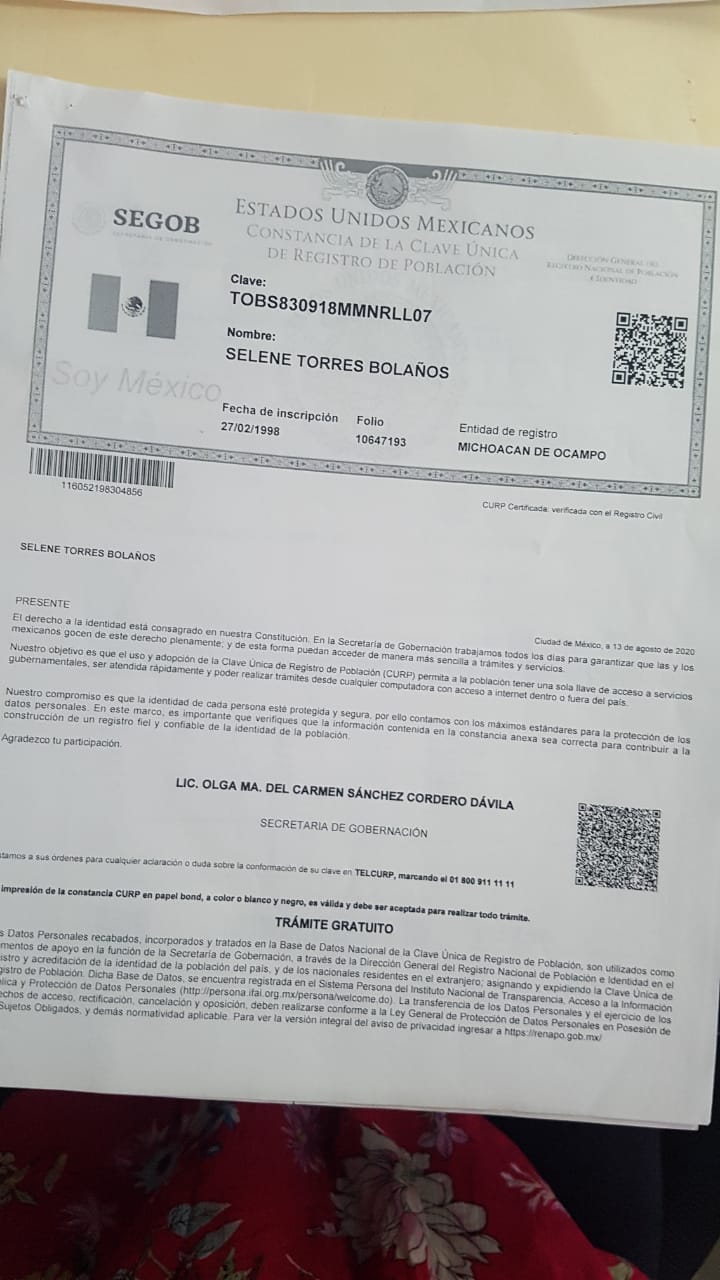 SEGOB
SECRETARÍA DE GOBERNACIÓN
ESTADOS UNIDOS MEXICANOS
CONSTANCIA DE LA CLAVE ÚNICA
DE REGISTRO DE POBLACIÓN
DIRECCIÓN GENERAL DEL
REGISTRO NACIONAL DE POBLACIÓN
E IDENTIDAD
Clave:
TOBS830918MMNRLL07
Nombre:
SELENE TORRES BOLAÑOS
Soy México
Fecha de inscripción
27/02/1998
Folio
10647193
Entidad de registro
MICHOACAN DE OCAMPO
116052198304856
CURP Certificada: verificada con el Registro Civil
SELENE TORRES BOLAÑOS
PRESENTE
Ciudad de México, a 13 de agosto de 2020
El derecho a la identidad está consagrado en nuestra Constitución. En la Secretaría de Gobernación trabajamos todos los días para garantizar que las y los
mexicanos gocen de este derecho plenamente; y de esta forma puedan acceder de manera más sencilla a trámites y servicios.
Nuestro objetivo es que el uso y adopción de la Clave Única de Registro de Población (CURP) permita a la población tener una sola llave de acceso a servicios
gubernamentales, ser atendida rápidamente y poder realizar trámites desde cualquier computadora con acceso a internet dentro o fuera del país.
Nuestro compromiso es que la identidad de cada persona esté protegida y segura, por ello contamos con los máximos estándares para la protección de los
datos personales. En este marco, es importante que verifiques que la información contenida en la constancia anexa sea correcta para contribuir a la
construcción de un registro fiel y confiable de la identidad de la población.
Agradezco tu participación.
LIC. OLGA MA. DEL CARMEN SÁNCHEZ CORDERO DÁVILA
SECRETARIA DE GOBERNACIÓN
tamos a sus órdenes para cualquier aclaración o duda sobre la conformación de su clave en TELCURP, marcando el 01 800 911 11 11
impresión de la constancia CURP en papel bond, a color o blanco y negro, es válida y debe ser aceptada para realizar todo trámite.
TRÁMITE GRATUITO
s Datos Personales recabados, incorporados y tratados en la Base de Datos Nacional de la Clave Única de Registro de Población, son utilizados como
mentos de apoyo en la función de la Secretaría de Gobernación, a través de la Dirección General del Registro Nacional de Población e Identidad en el
istro y acreditación de la identidad de la población del país, y de los nacionales residentes en el extranjero; asignando y expidiendo la Clave Única de
gistro de Población. Dicha Base de Datos, se encuentra registrada en el Sistema Persona del Instituto Nacional de Transparencia, Acceso a la Información
lica y Protección de Datos Personales (http://persona.ifai.org.mx/persona/welcome.do). La transferencia de los Datos Personales y el ejercicio de los
echos de acceso, rectificación, cancelación y oposición, deben realizarse conforme a la Ley General de Protección de Datos Personales en Posesión de
Sujetos Obligados, y demás normatividad aplicable. Para ver la versión integral del aviso de privacidad ingresar a https://renapo.gob.mx/